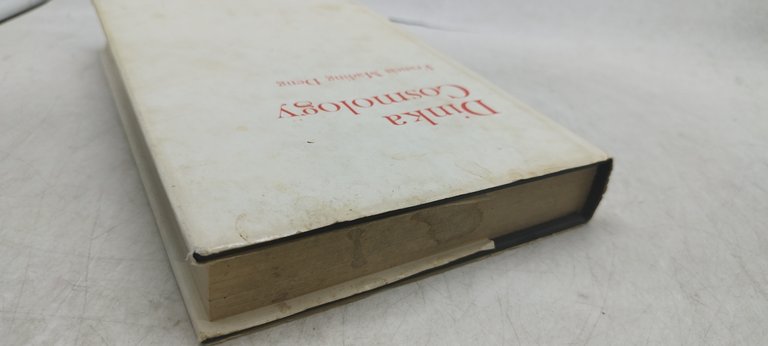 Dinka
Cosmology
Francis Mading Deng